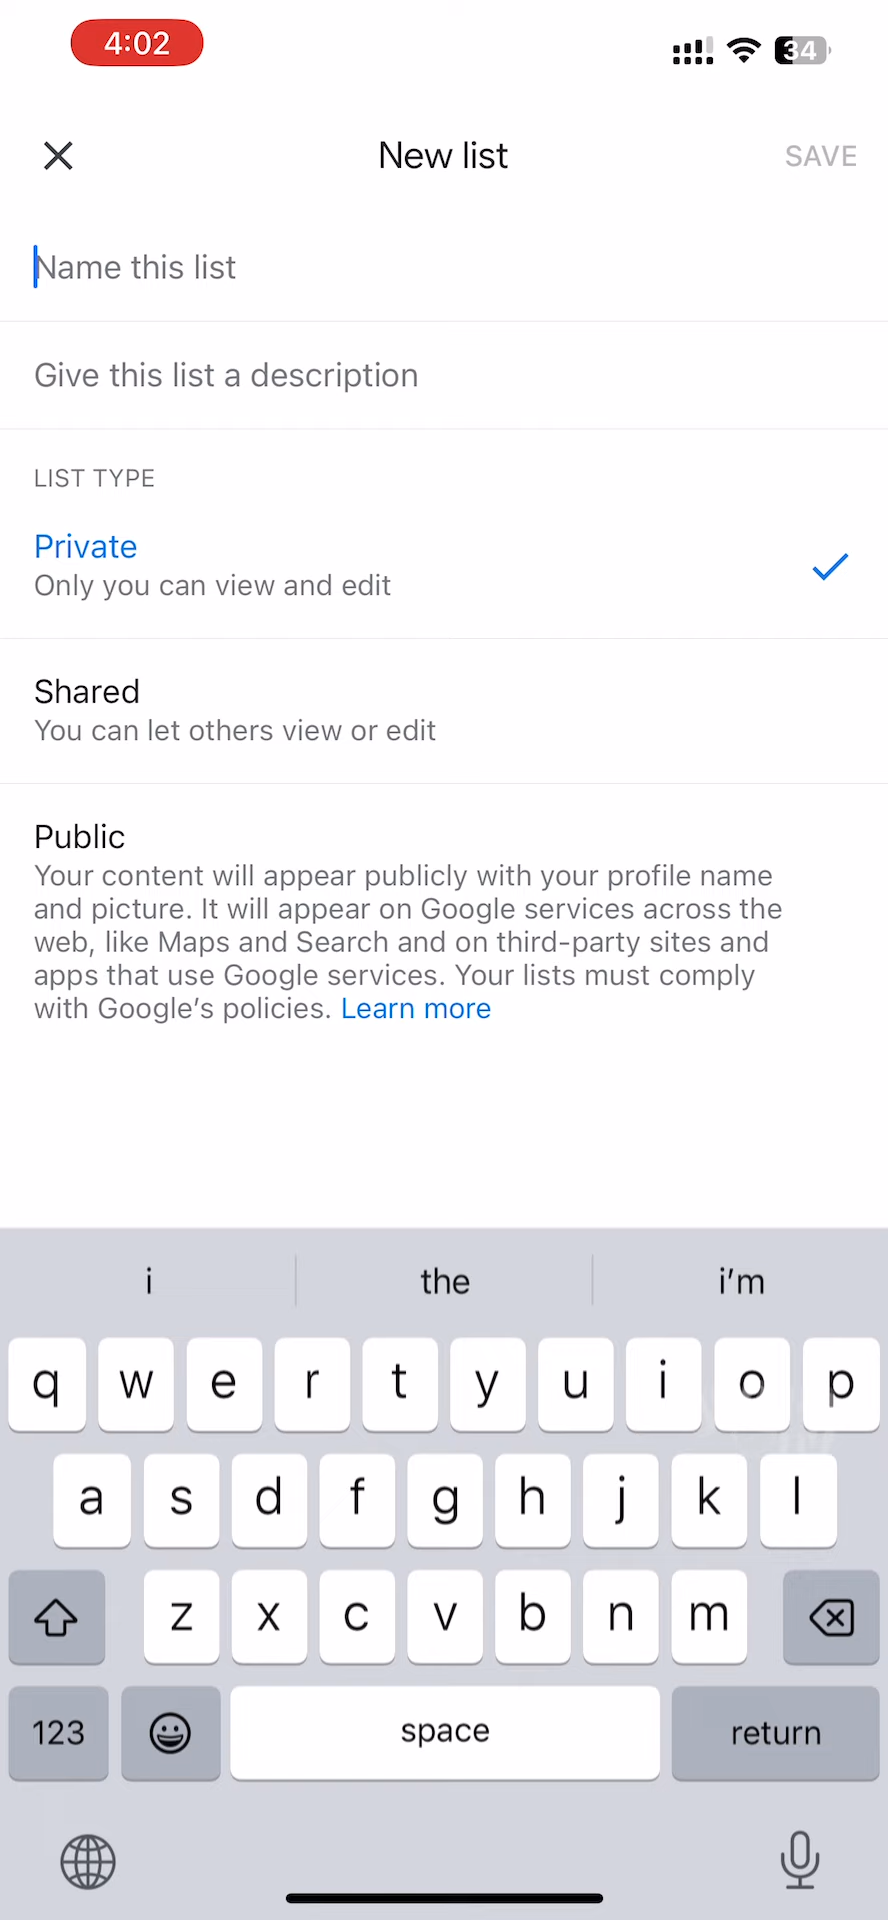 4:02
34
New list
SAVE
Name this list
Give this list a description
LIST TYPE
Private
Only you can view and edit
Shared
You can let others view or edit
Public
Your content will appear publicly with your profile name
and picture. It will appear on Google services across the
web, like Maps and Search and on third-party sites and
apps that use Google services. Your lists must comply
with Google's policies. Learn more
i the i'm
q w e r t y u i o p
a s d f g h j k l
z x c v b n m
123 space return